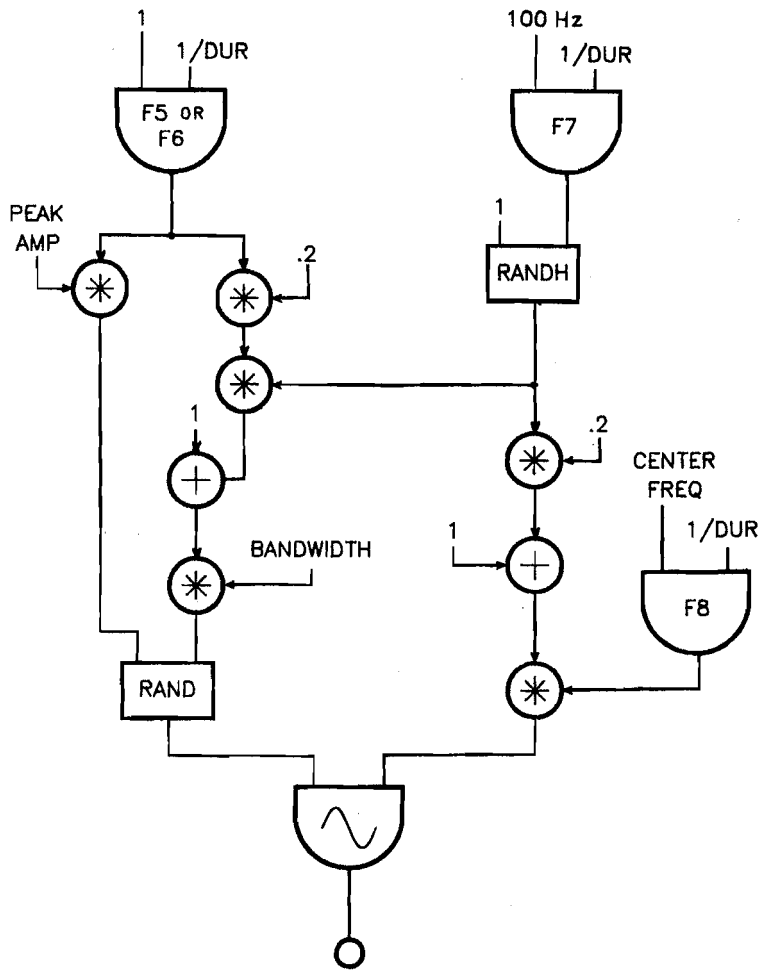 1
1/DUR
F5 OR
F6
100 Hz
1/DUR
F7
PEAK
AMP
.2
1
RANDH
1
.2
CENTER
FREQ
1/DUR
1
BANDWIDTH
F8
RAND